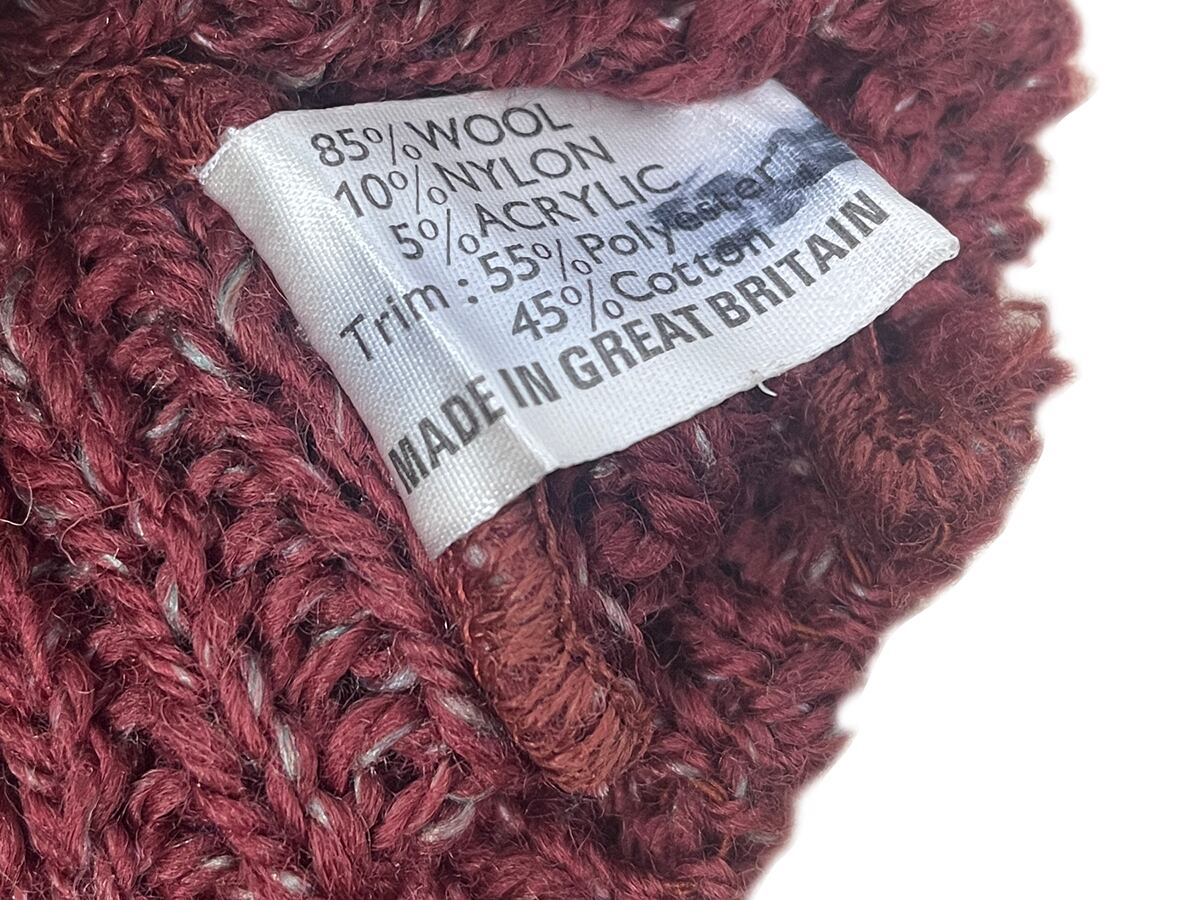 85% WOOL
10% NYLON
5% ACRYLIC
Trim : 55% Polyester
45% Cotton
MADE IN GREAT BRITAIN